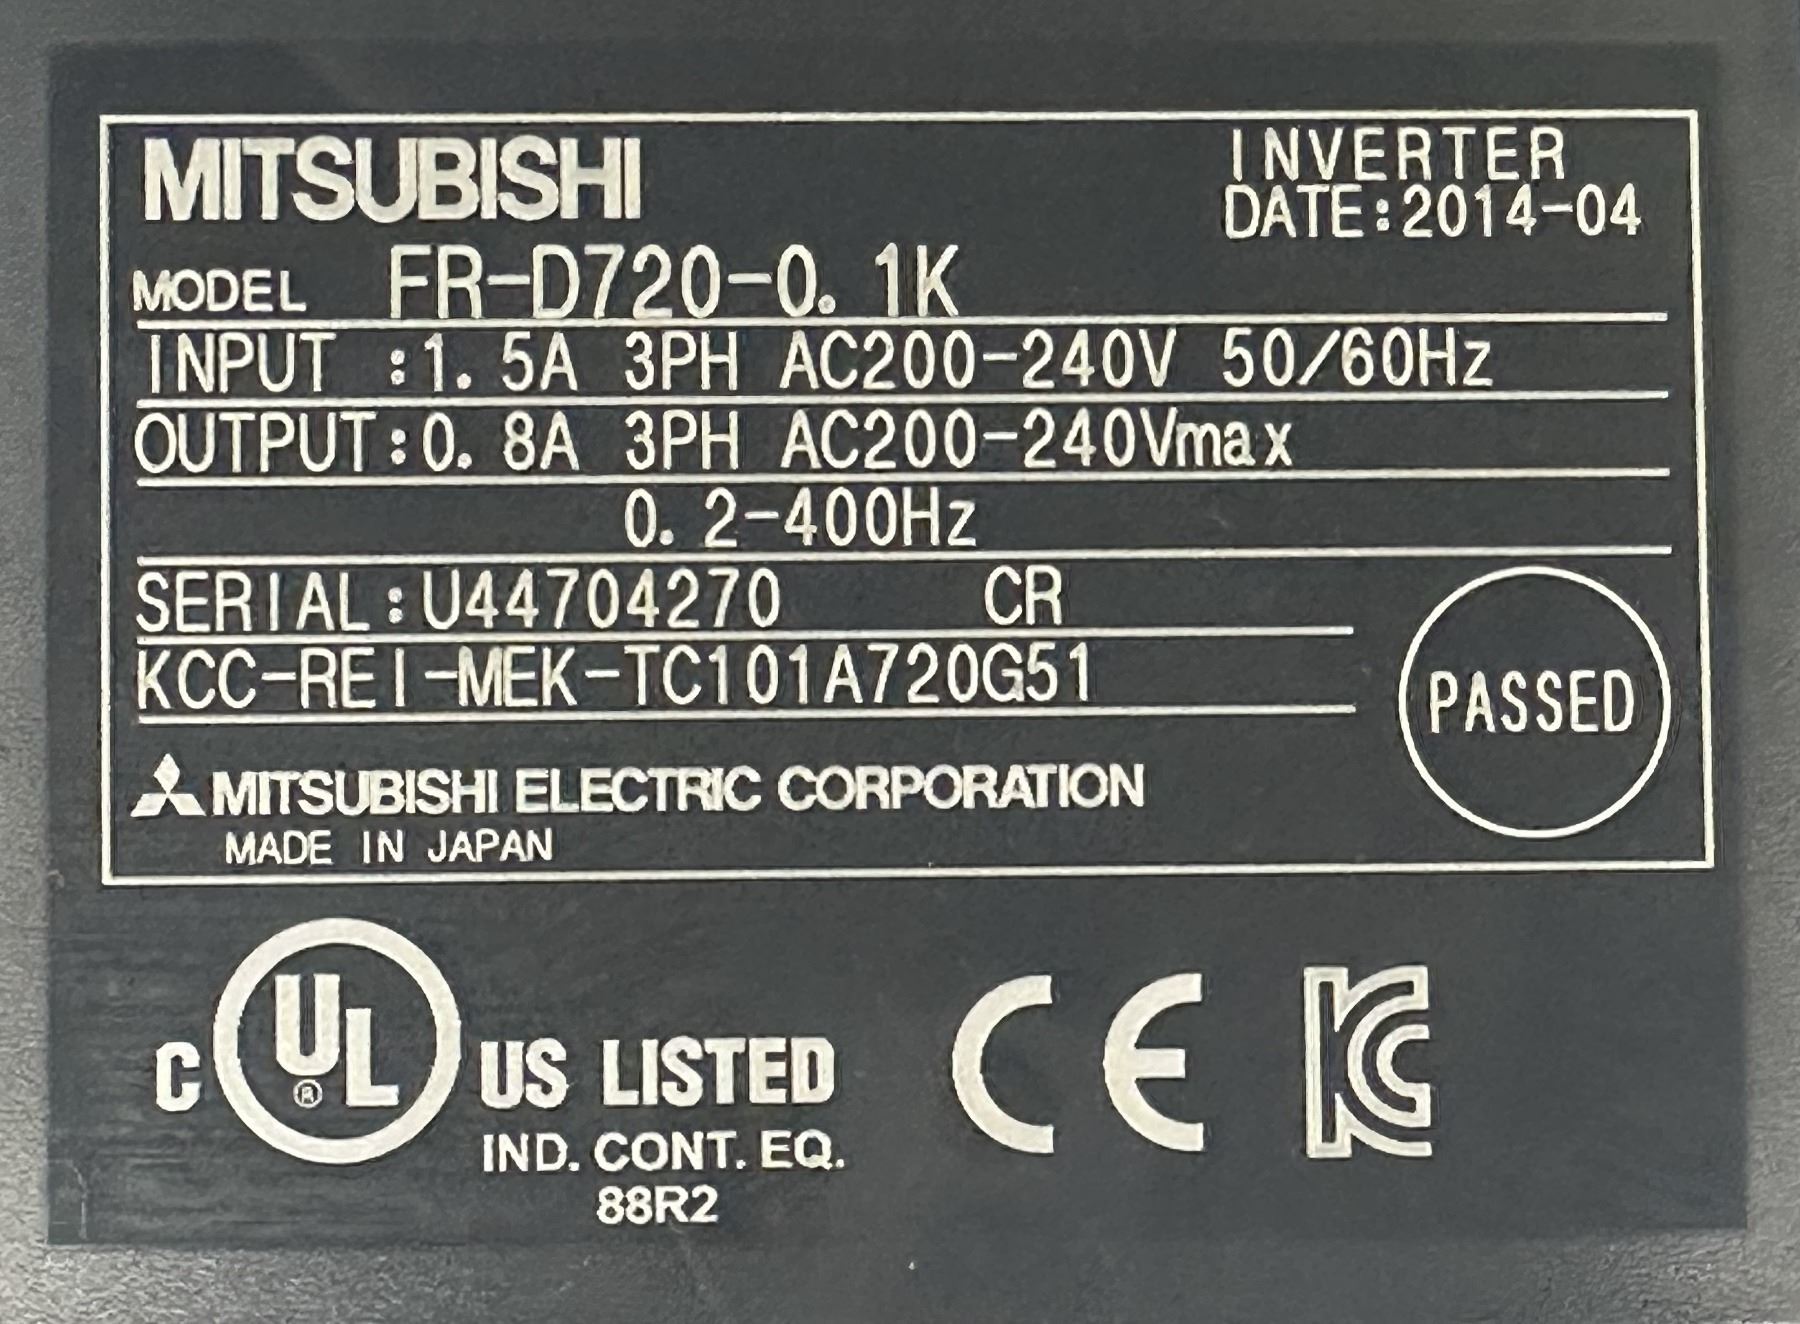 MITSUBISHI
INVERTER
DATE:2014-04
MODEL FR-D720-0.1K
INPUT :1.5A 3PH AC200-240V 50/60Hz
OUTPUT:0.8A 3PH AC200-240Vmax
0.2-400Hz
SERIAL:U44704270 CR
KCC-REI-MEK-TC101A720G51
PASSED
MITSUBISHI ELECTRIC CORPORATION
MADE IN JAPAN
C UL® US LISTED
IND. CONT. EQ.
88R2
CE
KC